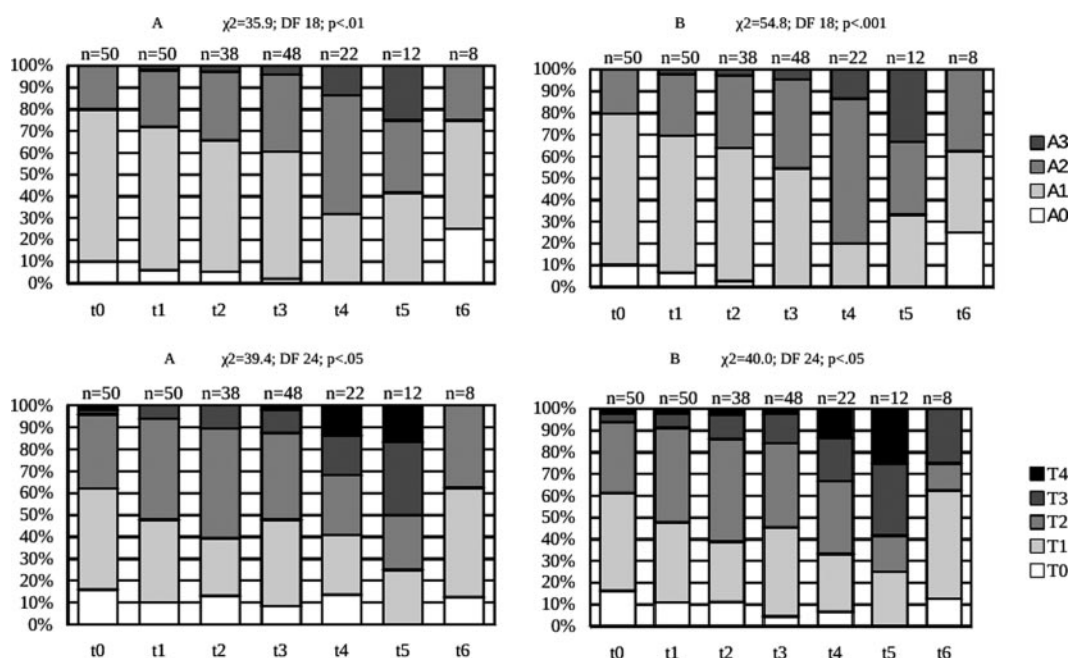 A χ2=35.9; DF 18; p<.01
n=50 n=50 n=38 n=48 n=22 n=12 n=8
100%
90%
80%
70%
60%
50%
40%
30%
20%
10%
0%
t0 t1 t2 t3 t4 t5 t6
B χ2=54.8; DF 18; p<.001
n=50 n=50 n=38 n=48 n=22 n=12 n=8
100%
90%
80%
70%
60%
50%
40%
30%
20%
10%
0%
t0 t1 t2 t3 t4 t5 t6
A3
A2
A1
A0
A χ2=39.4; DF 24; p<.05
n=50 n=50 n=38 n=48 n=22 n=12 n=8
100%
90%
80%
70%
60%
50%
40%
30%
20%
10%
0%
t0 t1 t2 t3 t4 t5 t6
B χ2=40.0; DF 24; p<.05
n=50 n=50 n=38 n=48 n=22 n=12 n=8
100%
90%
80%
70%
60%
50%
40%
30%
20%
10%
0%
t0 t1 t2 t3 t4 t5 t6
T4
T3
T2
T1
T0